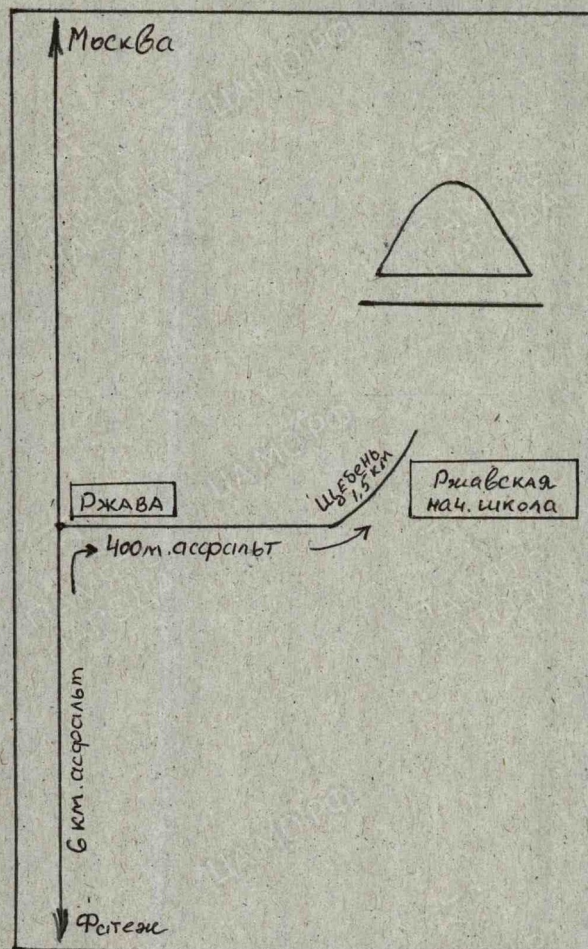 Москва
Щебень
1,5 км
Ржавская
нач. школа
РЖАВА
400м. асфальт
6 км. асфальт
Фатеж